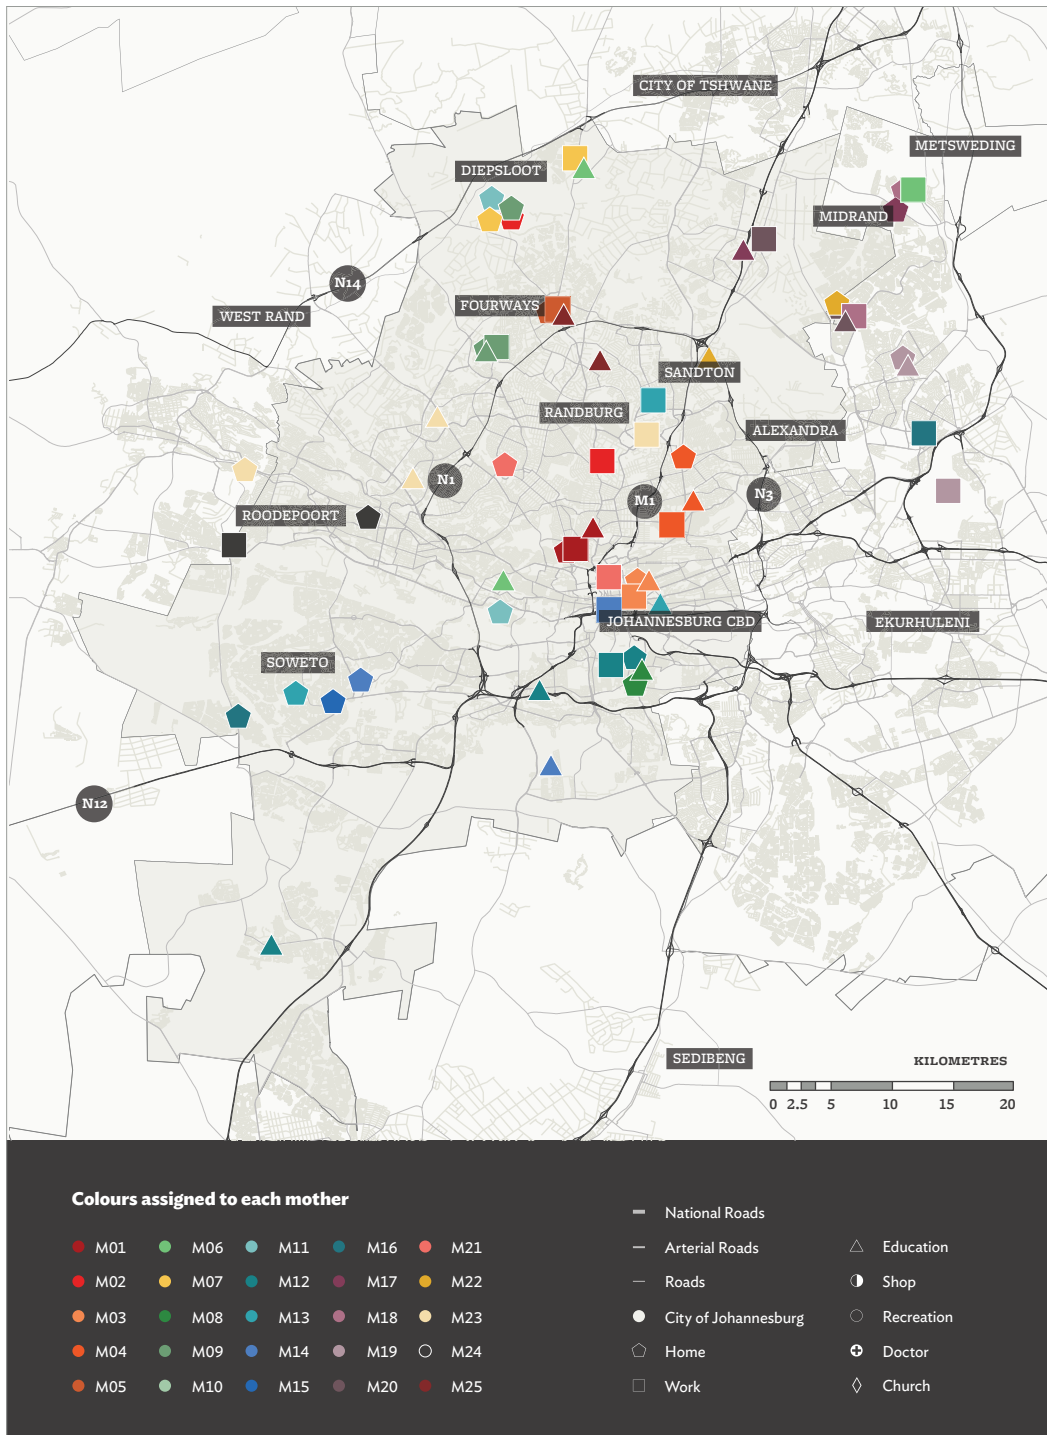 CITY OF TSHWANE
METSWEDING
DIEPSLOOT
MIDRAND
N14
FOURWAYS
WEST RAND
SANDTON
RANDBURG
ALEXANDRA
N1
M1
N3
ROODEPOORT
JOHANNESBURG CBD
EKURHULENI
SOWETO
N12
SEDIBENG
KILOMETRES
0 2.5 5 10 15 20
Colours assigned to each mother
M01 M06 M11 M16 M21
M02 M07 M12 M17 M22
M03 M08 M13 M18 M23
M04 M09 M14 M19 M24
M05 M10 M15 M20 M25
National Roads
Arterial Roads
Roads
City of Johannesburg
Home
Work
Education
Shop
Recreation
Doctor
Church